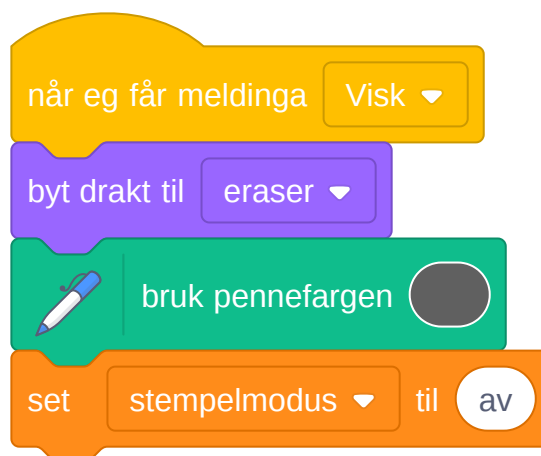 når eg får meldinga Visk
byt drakt til eraser
bruk pennefargen
set stempelmodus til av